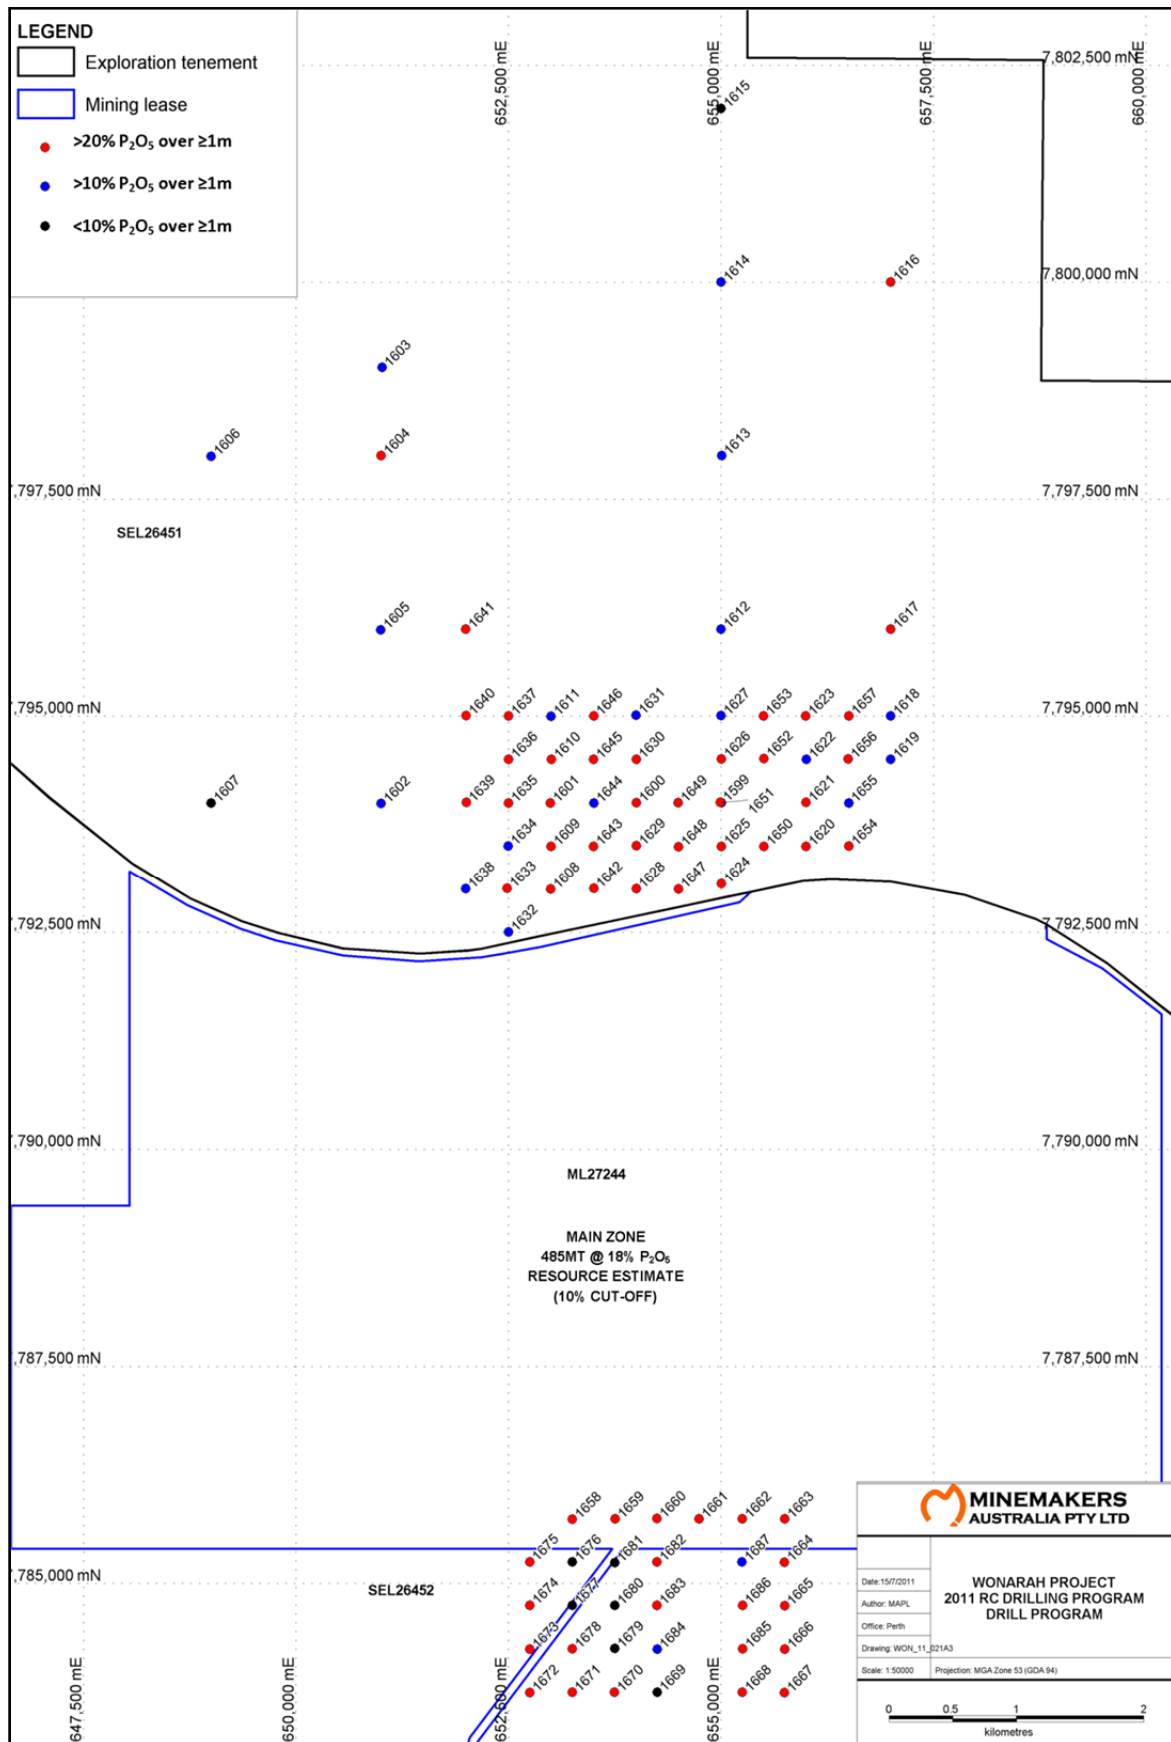 LEGEND
Exploration tenement
Mining lease
>20% P₂O₅ over ≥1m
>10% P₂O₅ over ≥1m
<10% P₂O₅ over ≥1m
652,500 mE
655,000 mE
657,500 mE
660,000 mE
7,802,500 mN
1615
1614
1616
7,800,000 mN
1603
1606
1604
1613
,797,500 mN
7,797,500 mN
SEL26451
1605
1641
1612
1617
,795,000 mN
1640
1637
1611
1646
1631
1627
1653
1623
1657
1618
7,795,000 mN
1636
1610
1645
1630
1626
1652
1622
1656
1619
1607
1602
1639
1635
1601
1644
1600
1649
1599
1651
1621
1655
1634
1609
1643
1629
1648
1625
1650
1620
1654
1638
1633
1608
1642
1628
1647
1624
,792,500 mN
1632
7,792,500 mN
,790,000 mN
7,790,000 mN
ML27244
MAIN ZONE
485MT @ 18% P₂O₅
RESOURCE ESTIMATE
(10% CUT-OFF)
,787,500 mN
7,787,500 mN
1658
1659
1660
1661
1662
1663
1675
1676
1681
1682
1687
1664
,785,000 mN
SEL26452
1674
1677
1680
1683
1686
1665
1673
1678
1679
1684
1685
1666
1672
1671
1670
1669
1668
1667
647,500 mE
650,000 mE
652,500 mE
655,000 mE
MINEMAKERS
AUSTRALIA PTY LTD
Date:15/7/2011
Author: MAPL
Office: Perth
Drawing: WON_11_021A3
Scale: 1:50000
WONARAH PROJECT
2011 RC DRILLING PROGRAM
DRILL PROGRAM
Projection: MGA Zone 53 (GDA 94)
0 0.5 1 2
kilometres